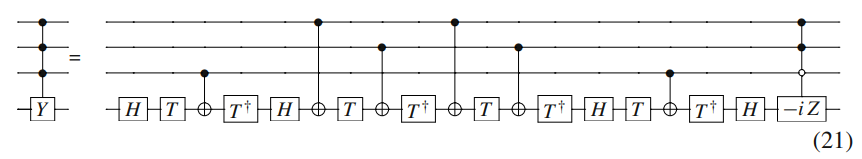 Y = H T T† H T T† T T† H T T† H −iZ
(21)